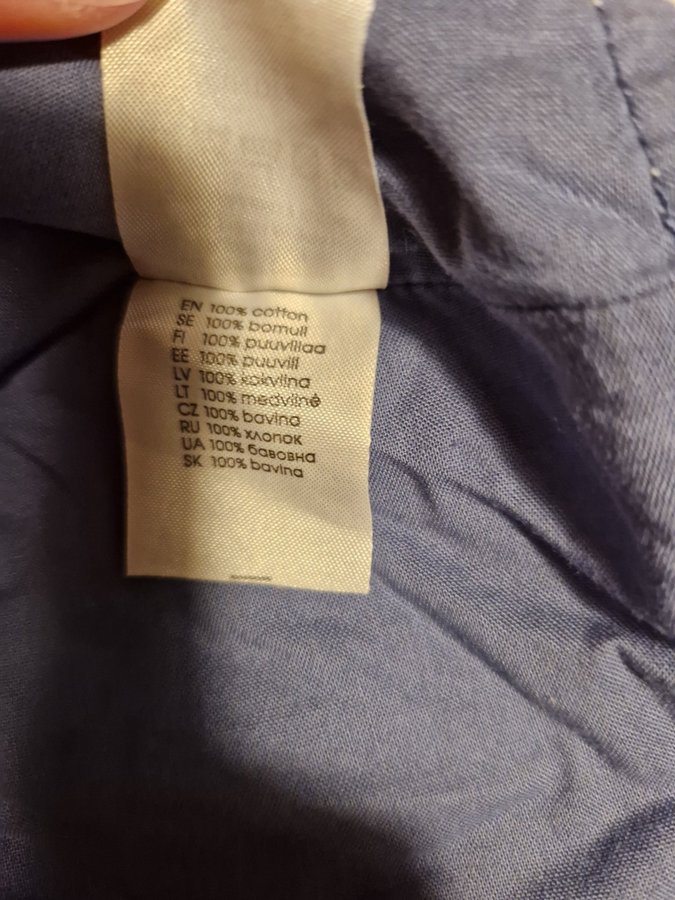 EN 100% cotton
SE 100% bomull
FI 100% puuvillaa
EE 100% puuvill
LV 100% kokvilna
LT 100% medvilnė
CZ 100% bavlna
RU 100% хлопок
UA 100% бавовна
SK 100% bavlna